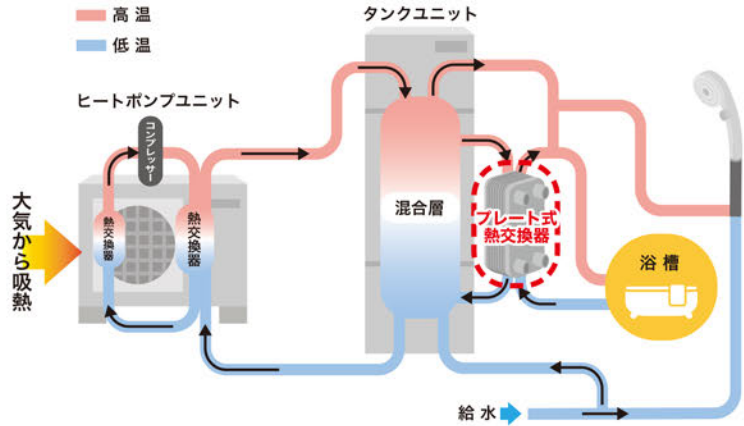 高温
低温
タンクユニット
ヒートポンプユニット
コンプレッサー
大気から吸熱
熱交換器
熱交換器
混合層
プレート式
熱交換器
浴槽
給水